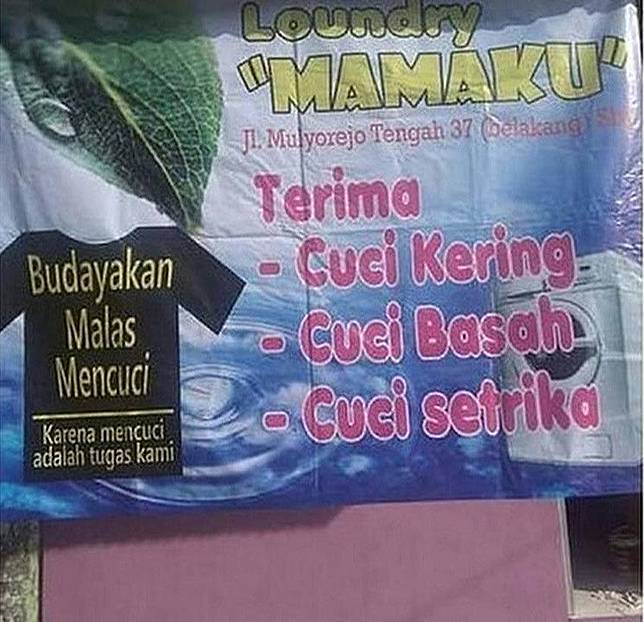 Loundry
"MAMAKU"
Jl. Mulyorejo Tengah 37 (belakang)
Terima
- Cuci Kering
- Cuci Basah
- Cuci setrika
Budayakan
Malas
Mencuci
Karena mencuci
adalah tugas kami